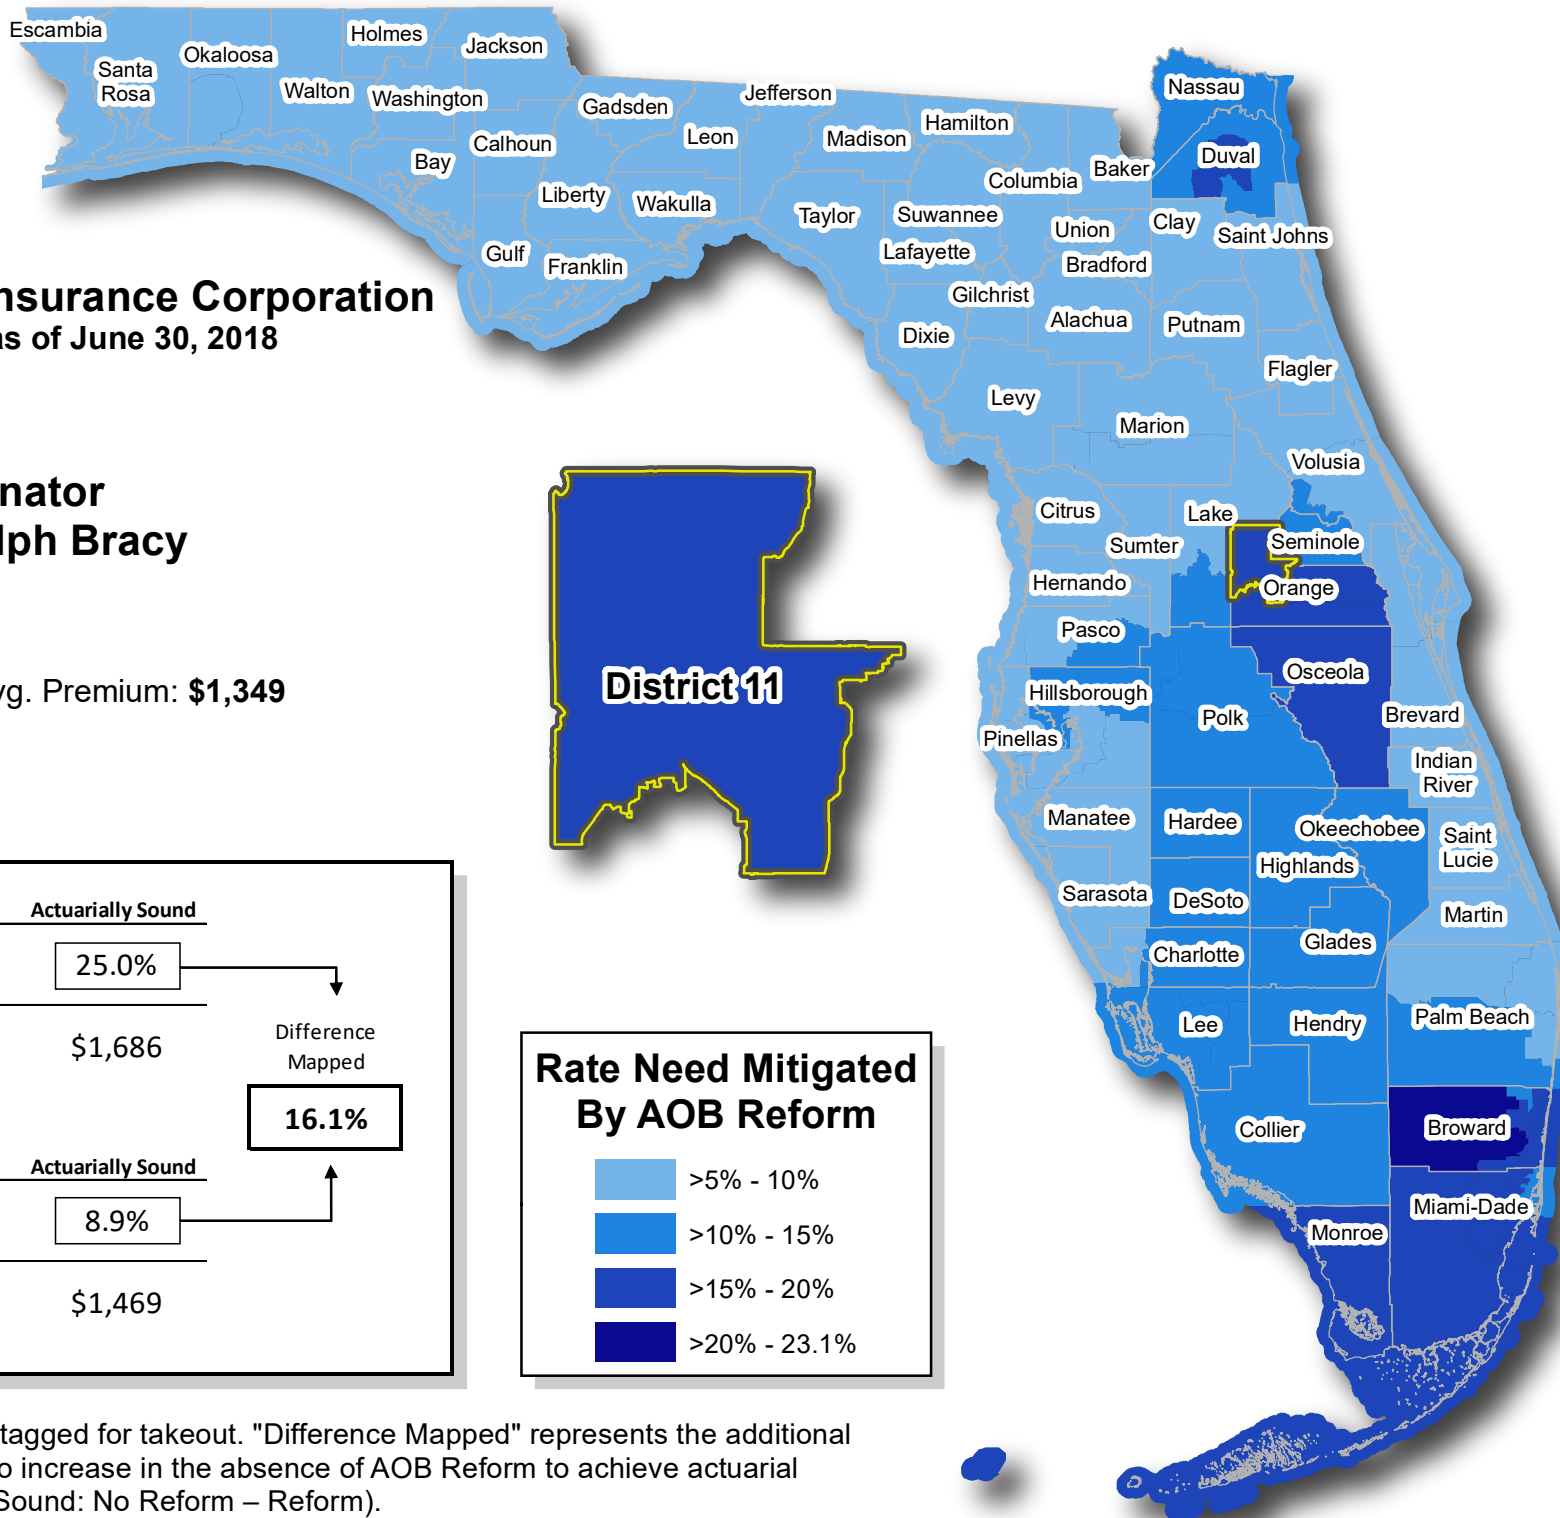 Escambia
Santa
Rosa
Okaloosa
Holmes
Walton
Washington
Jackson
Bay
Calhoun
Gulf
Liberty
Franklin
Gadsden
Leon
Wakulla
Jefferson
Madison
Taylor
Hamilton
Suwannee
Lafayette
Columbia
Baker
Nassau
Duval
Union
Clay
Saint Johns
Bradford
Gilchrist
Dixie
Alachua
Putnam
Flagler
Levy
Marion
Volusia
Citrus
Lake
Sumter
Seminole
Hernando
Orange
Pasco
Osceola
Hillsborough
Polk
Brevard
Pinellas
Indian
River
Manatee
Hardee
Okeechobee
Saint
Lucie
Highlands
Sarasota
DeSoto
Martin
Charlotte
Glades
Lee
Hendry
Palm Beach
Collier
Broward
Miami-Dade
Monroe
nsurance Corporation
as of June 30, 2018
nator
lph Bracy
vg. Premium: $1,349
District 11
Actuarially Sound
25.0%
$1,686
Difference
Mapped
16.1%
Actuarially Sound
8.9%
$1,469
Rate Need Mitigated
By AOB Reform
>5% - 10%
>10% - 15%
>15% - 20%
>20% - 23.1%
tagged for takeout. "Difference Mapped" represents the additional
o increase in the absence of AOB Reform to achieve actuarial
Sound: No Reform – Reform).